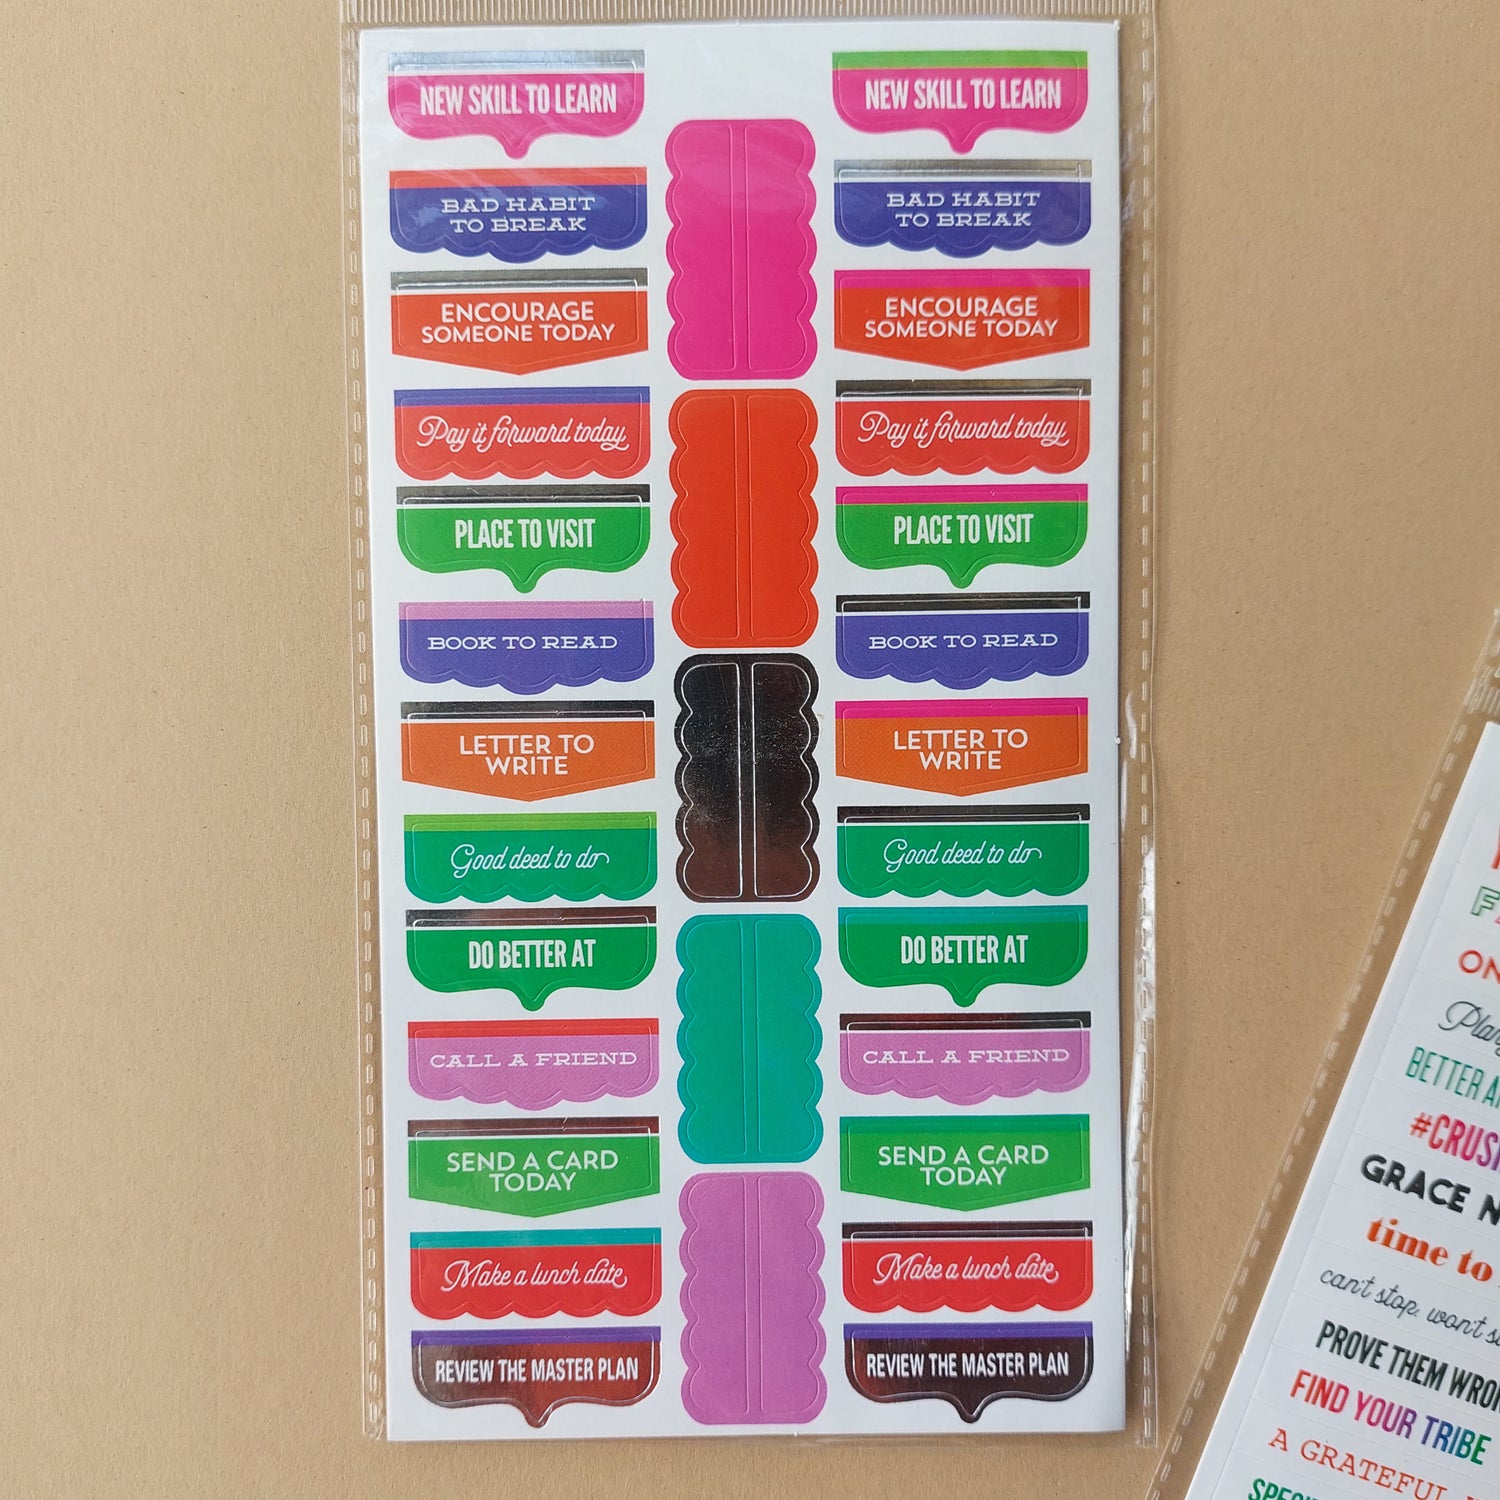 NEW SKILL TO LEARN
BAD HABIT
TO BREAK
ENCOURAGE
SOMEONE TODAY
Pay it forward today
PLACE TO VISIT
BOOK TO READ
LETTER TO
WRITE
Good deed to do
DO BETTER AT
CALL A FRIEND
SEND A CARD
TODAY
Make a lunch date
REVIEW THE MASTER PLAN
NEW SKILL TO LEARN
BAD HABIT
TO BREAK
ENCOURAGE
SOMEONE TODAY
Pay it forward today
PLACE TO VISIT
BOOK TO READ
LETTER TO
WRITE
Good deed to do
DO BETTER AT
CALL A FRIEND
SEND A CARD
TODAY
Make a lunch date
REVIEW THE MASTER PLAN
BETTER
GRACE
time to
can't stop, won't
PROVE THEM
FIND YOUR TRIBE
A GRATEFUL